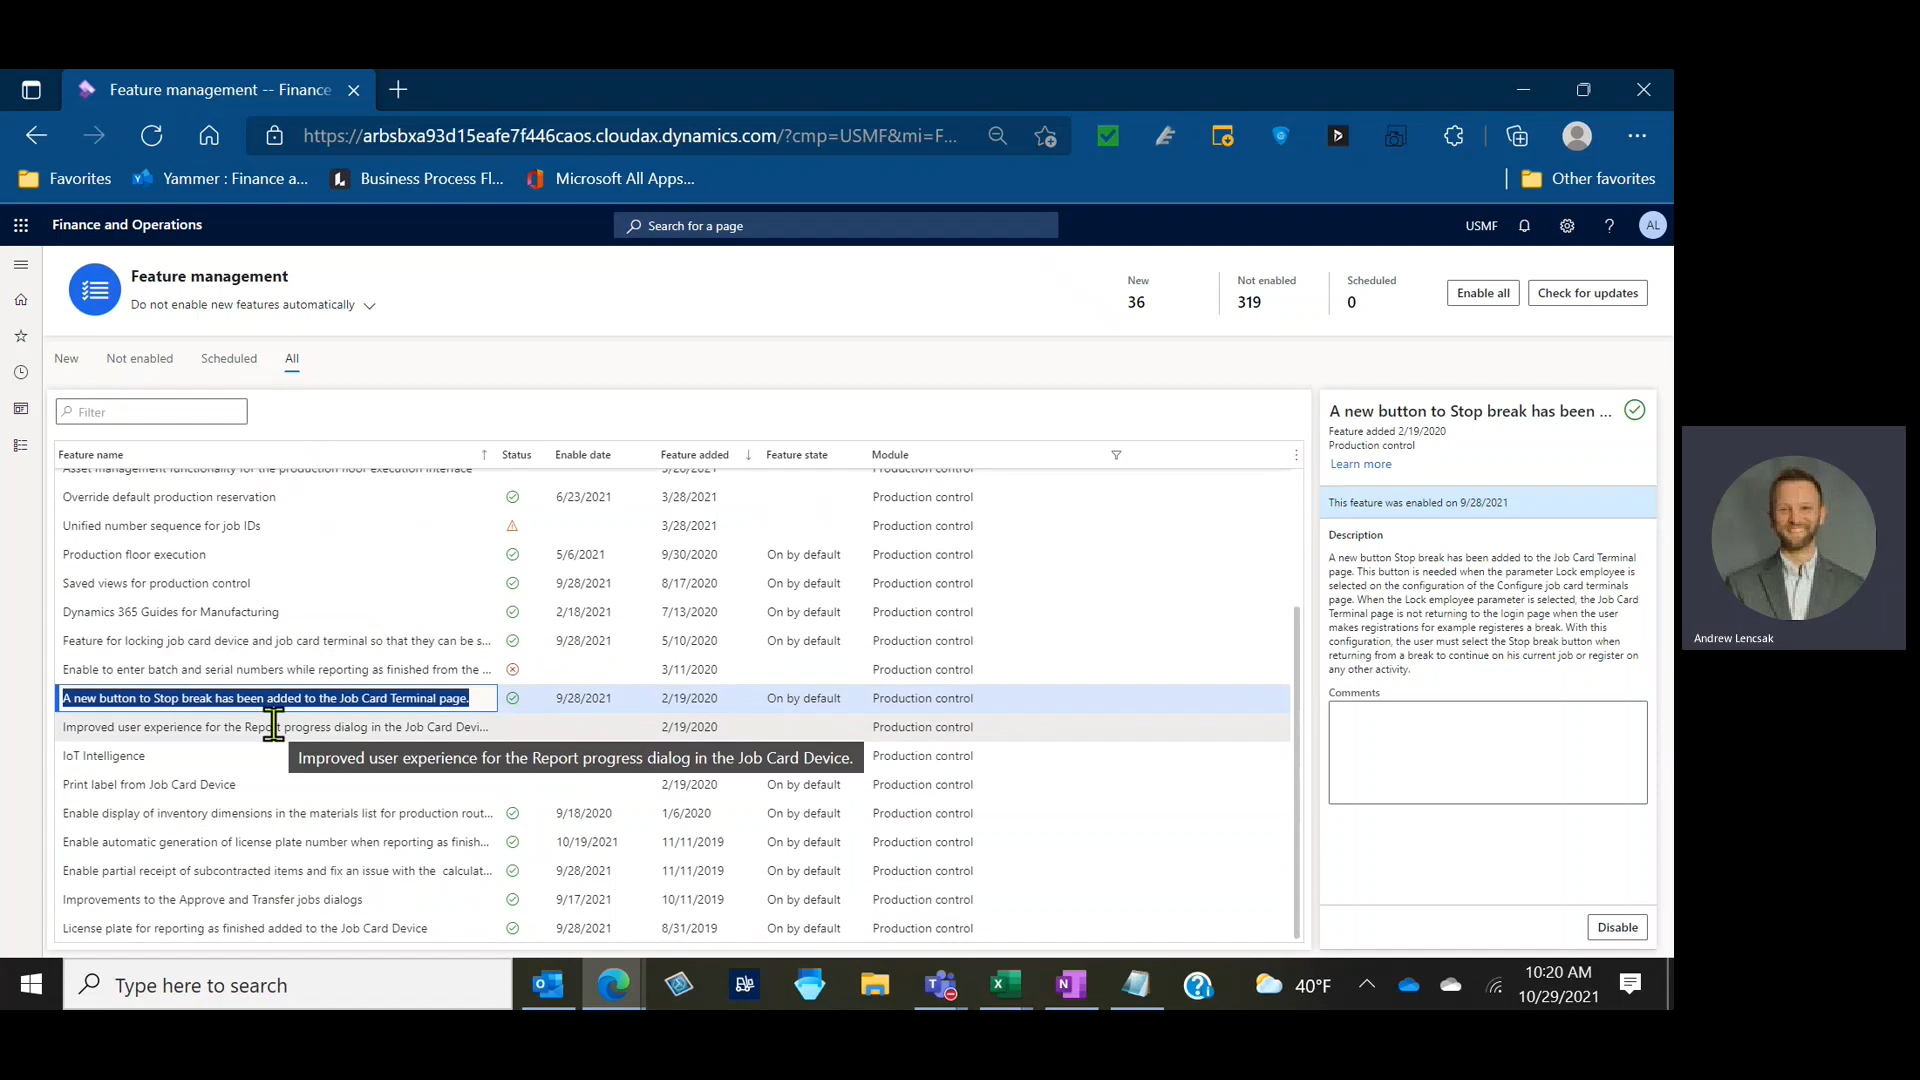 Feature management -- Finance
https://arbsbxa93d15eafe7f446caos.cloudax.dynamics.com/?cmp=USMF&mi=F...
Favorites
Yammer : Finance a...
Business Process Fl...
Microsoft All Apps...
Other favorites
Finance and Operations
Search for a page
USMF
AL
Feature management
Do not enable new features automatically
New
36
Not enabled
319
Scheduled
0
Enable all
Check for updates
New
Not enabled
Scheduled
All
Filter
Feature name Status Enable date Feature added Feature state Module
Asset management functionality for the production floor execution interface Production control
Override default production reservation 6/23/2021 3/28/2021 Production control
Unified number sequence for job IDs 3/28/2021 Production control
Production floor execution 5/6/2021 9/30/2020 On by default Production control
Saved views for production control 9/28/2021 8/17/2020 On by default Production control
Dynamics 365 Guides for Manufacturing 2/18/2021 7/13/2020 On by default Production control
Feature for locking job card device and job card terminal so that they can be s... 9/28/2021 5/10/2020 On by default Production control
Enable to enter batch and serial numbers while reporting as finished from the ... 3/11/2020 Production control
A new button to Stop break has been added to the Job Card Terminal page. 9/28/2021 2/19/2020 On by default Production control
Improved user experience for the Report progress dialog in the Job Card Devi... 2/19/2020 Production control
IoT Intelligence Production control
Improved user experience for the Report progress dialog in the Job Card Device.
Print label from Job Card Device 2/19/2020 On by default Production control
Enable display of inventory dimensions in the materials list for production rout... 9/18/2020 1/6/2020 On by default Production control
Enable automatic generation of license plate number when reporting as finish... 10/19/2021 11/11/2019 On by default Production control
Enable partial receipt of subcontracted items and fix an issue with the calculat... 9/28/2021 11/11/2019 On by default Production control
Improvements to the Approve and Transfer jobs dialogs 9/17/2021 10/11/2019 On by default Production control
License plate for reporting as finished added to the Job Card Device 9/28/2021 8/31/2019 On by default Production control
A new button to Stop break has been ...
Feature added 2/19/2020
Production control
Learn more
This feature was enabled on 9/28/2021
Description
A new button Stop break has been added to the Job Card Terminal
page. This button is needed when the parameter Lock employee is
selected on the configuration of the Configure job card terminals
page. When the Lock employee parameter is selected, the Job Card
Terminal page is not returning to the login page when the user
makes registrations for example registeres a break. With this
configuration, the user must select the Stop break button when
returning from a break to continue on his current job or register on
any other activity.
Comments
Disable
Andrew Lencsak
Type here to search
40°F
10:20 AM
10/29/2021